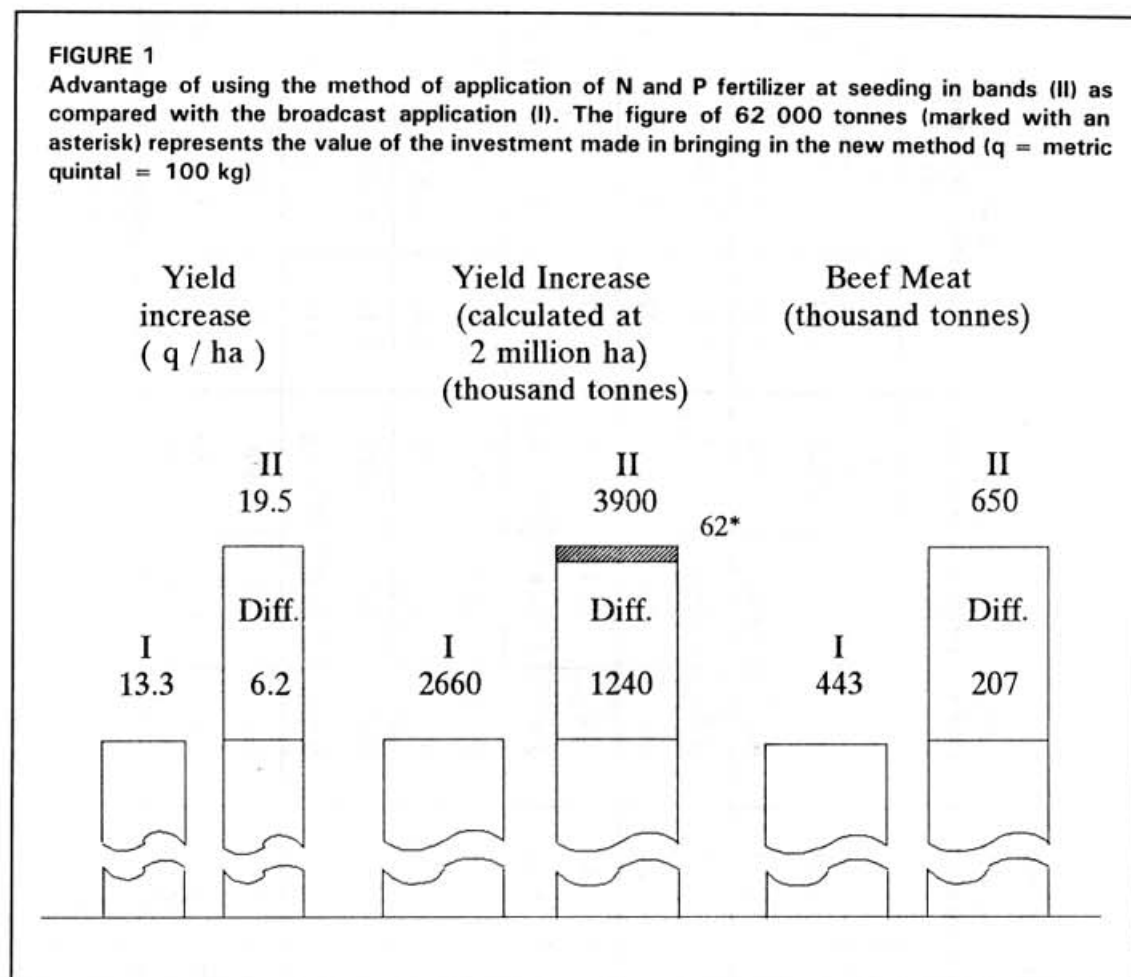 FIGURE 1
Advantage of using the method of application of N and P fertilizer at seeding in bands (II) as
compared with the broadcast application (I). The figure of 62 000 tonnes (marked with an
asterisk) represents the value of the investment made in bringing in the new method (q = metric
quintal = 100 kg)
Yield
increase
( q / ha )
Yield Increase
(calculated at
2 million ha)
(thousand tonnes)
Beef Meat
(thousand tonnes)
II
19.5
Diff.
6.2
I
13.3
II
3900
62*
Diff.
1240
I
2660
II
650
Diff.
207
I
443